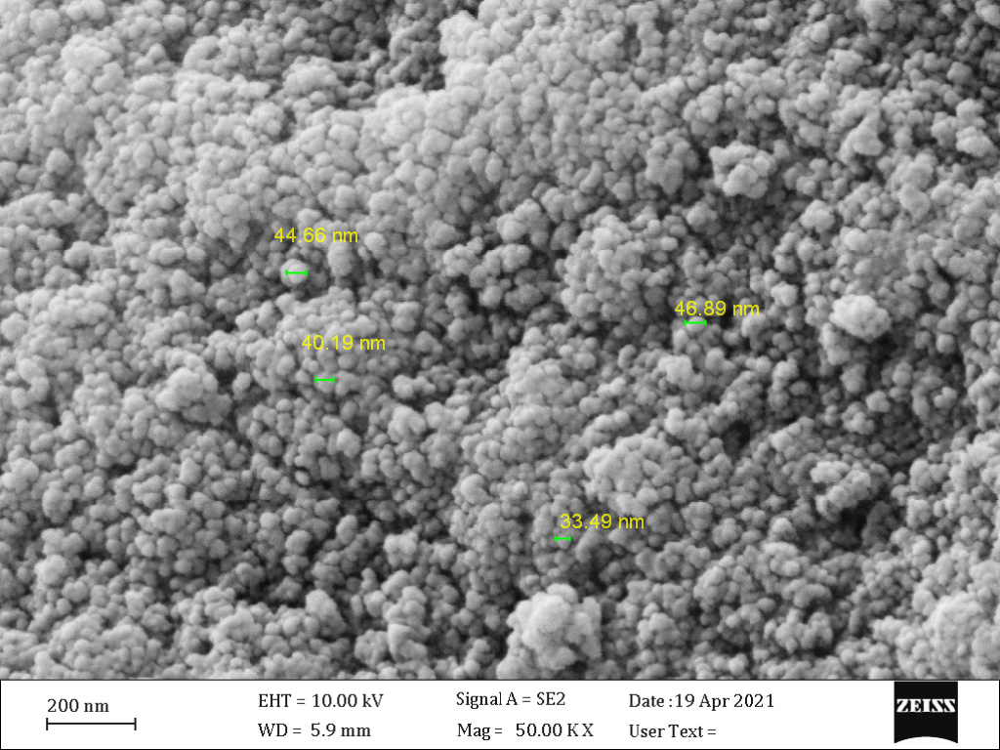 44.66 nm
46.89 nm
40.19 nm
33.49 nm
200 nm
EHT = 10.00 kV
Signal A = SE2
Date :19 Apr 2021
ZEISS
WD = 5.9 mm
Mag = 50.00 K X
User Text =